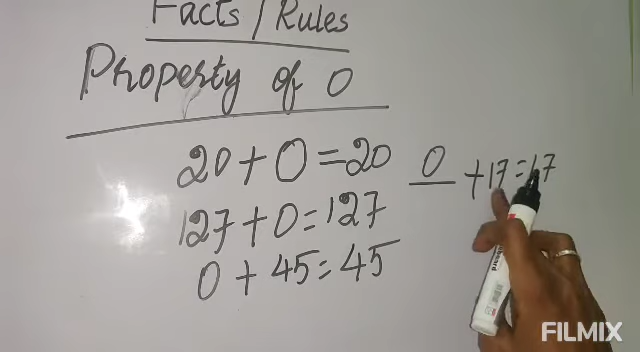 Facts / Rules
Property of 0
20 + 0 = 20
127 + 0 = 127
0 + 45 = 45
0 + 17 = 17
FILMIX